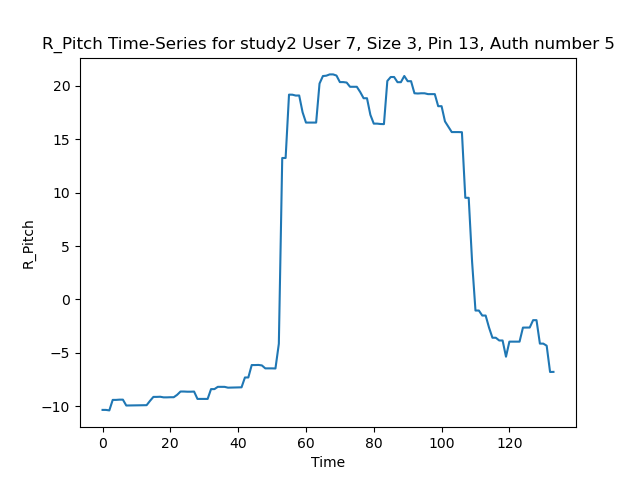 R_Pitch Time-Series for study2 User 7, Size 3, Pin 13, Auth number 5
20
15
10
5
0
−5
−10
R_Pitch
0 20 40 60 80 100 120
Time